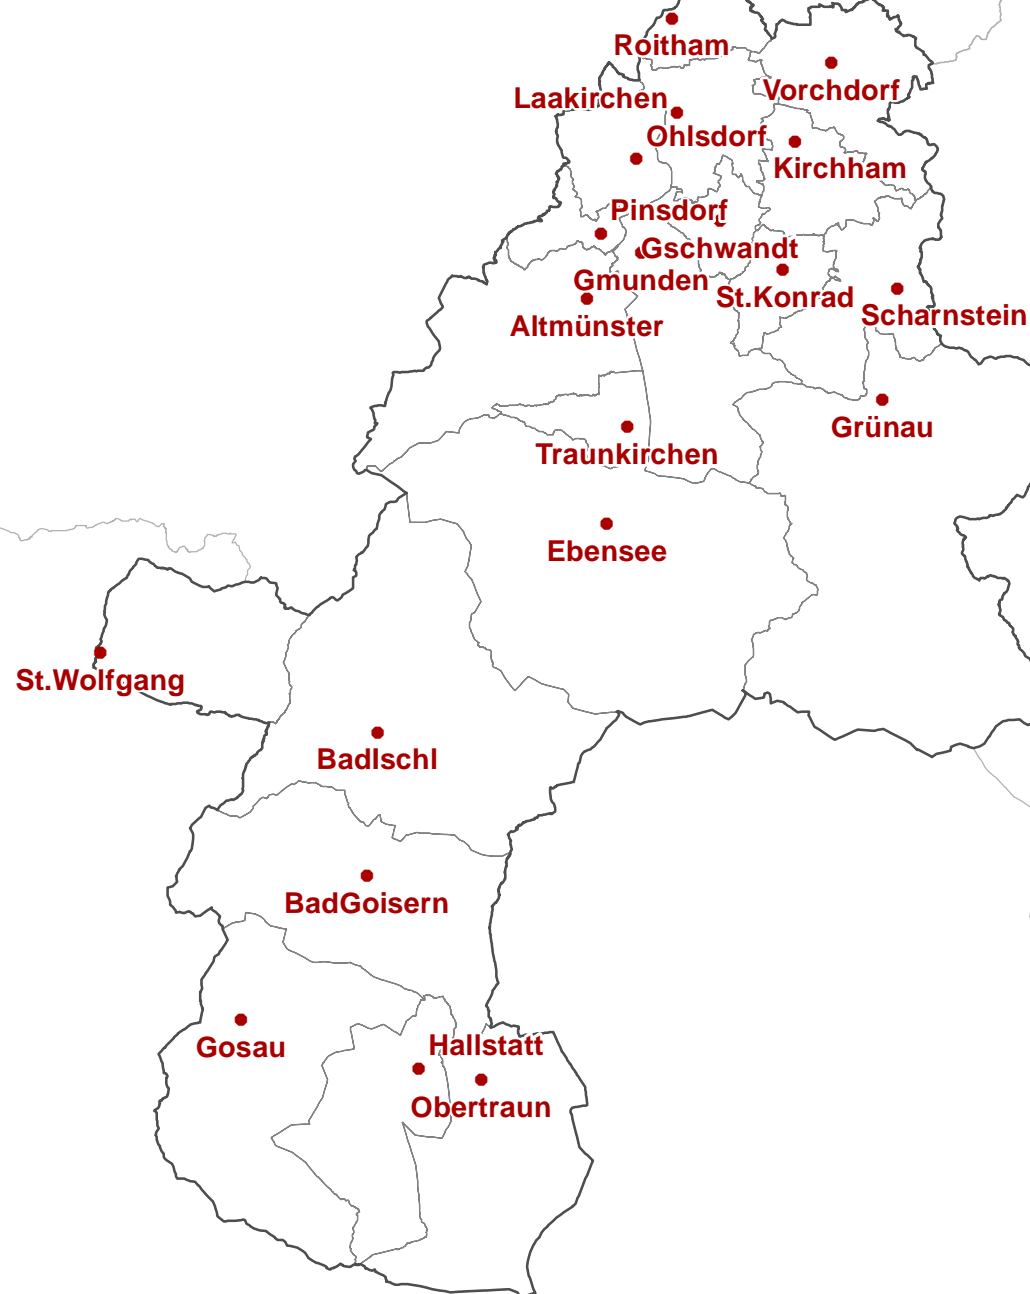 Roitham
Vorchdorf
Laakirchen
Ohlsdorf
Kirchham
Pinsdorf
Gschwandt
Gmunden
St.Konrad
Scharnstein
Altmünster
Grünau
Traunkirchen
Ebensee
St.Wolfgang
BadIschl
BadGoisern
Gosau
Hallstatt
Obertraun